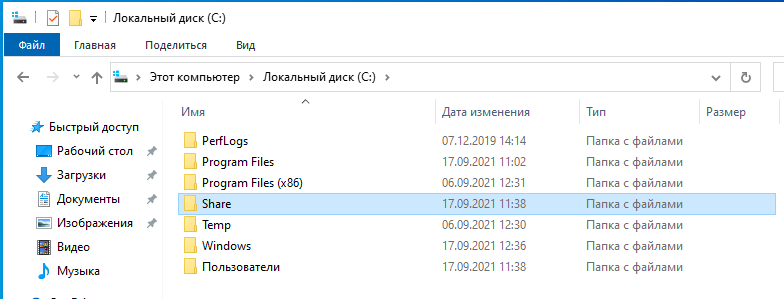 Локальный диск (C:)
Файл Главная Поделиться Вид
Этот компьютер Локальный диск (C:)
Имя Дата изменения Тип Размер
Быстрый доступ
Рабочий стол
Загрузки
Документы
Изображения
Видео
Музыка
PerfLogs 07.12.2019 14:14 Папка с файлами
Program Files 17.09.2021 11:02 Папка с файлами
Program Files (x86) 06.09.2021 12:31 Папка с файлами
Share 17.09.2021 11:38 Папка с файлами
Temp 06.09.2021 12:30 Папка с файлами
Windows 17.09.2021 12:36 Папка с файлами
Пользователи 17.09.2021 11:38 Папка с файлами